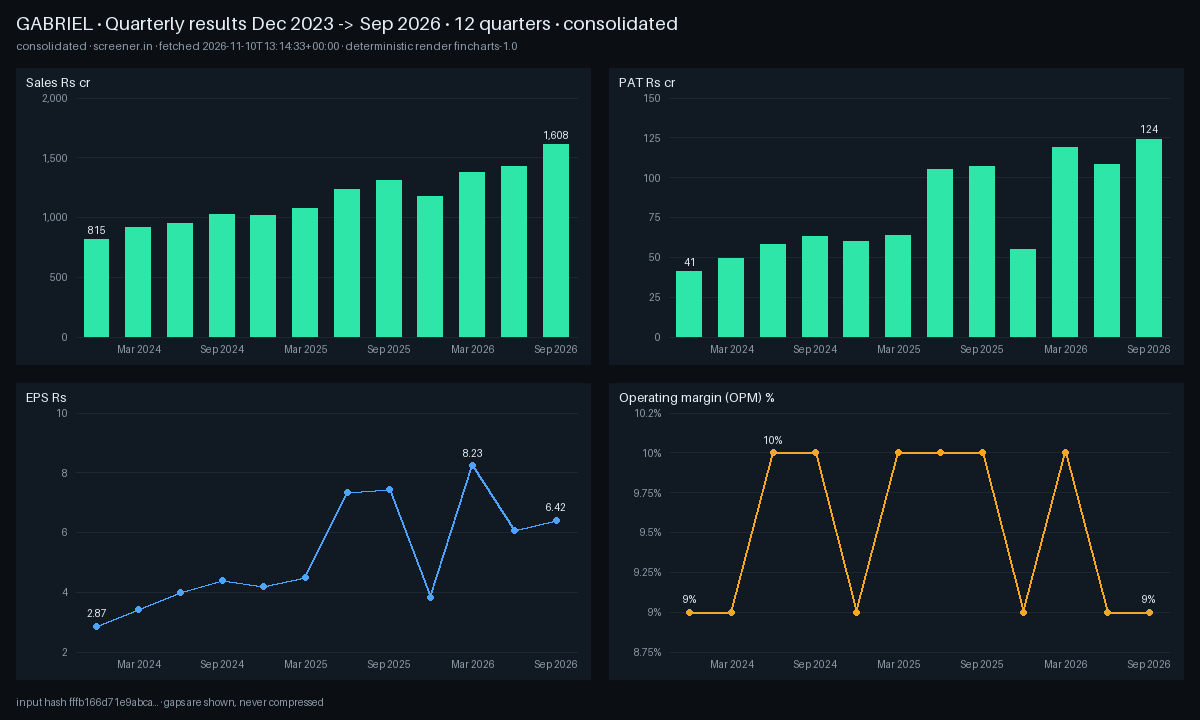 GABRIEL · Quarterly results Dec 2023 -> Sep 2026 · 12 quarters · consolidated
consolidated · screener.in · fetched 2026-11-10T13:14:33+00:00 · deterministic render fincharts-1.0
Sales Rs cr
2,000
1,500
1,000
500
0
815
1,608
Mar 2024
Sep 2024
Mar 2025
Sep 2025
Mar 2026
Sep 2026
PAT Rs cr
150
125
100
75
50
25
0
41
124
Mar 2024
Sep 2024
Mar 2025
Sep 2025
Mar 2026
Sep 2026
EPS Rs
10
8
6
4
2
2.87
8.23
6.42
Mar 2024
Sep 2024
Mar 2025
Sep 2025
Mar 2026
Sep 2026
Operating margin (OPM) %
10.2%
10%
9.75%
9.5%
9.25%
9%
8.75%
9%
10%
9%
Mar 2024
Sep 2024
Mar 2025
Sep 2025
Mar 2026
Sep 2026
input hash fffb166d71e9abca… · gaps are shown, never compressed